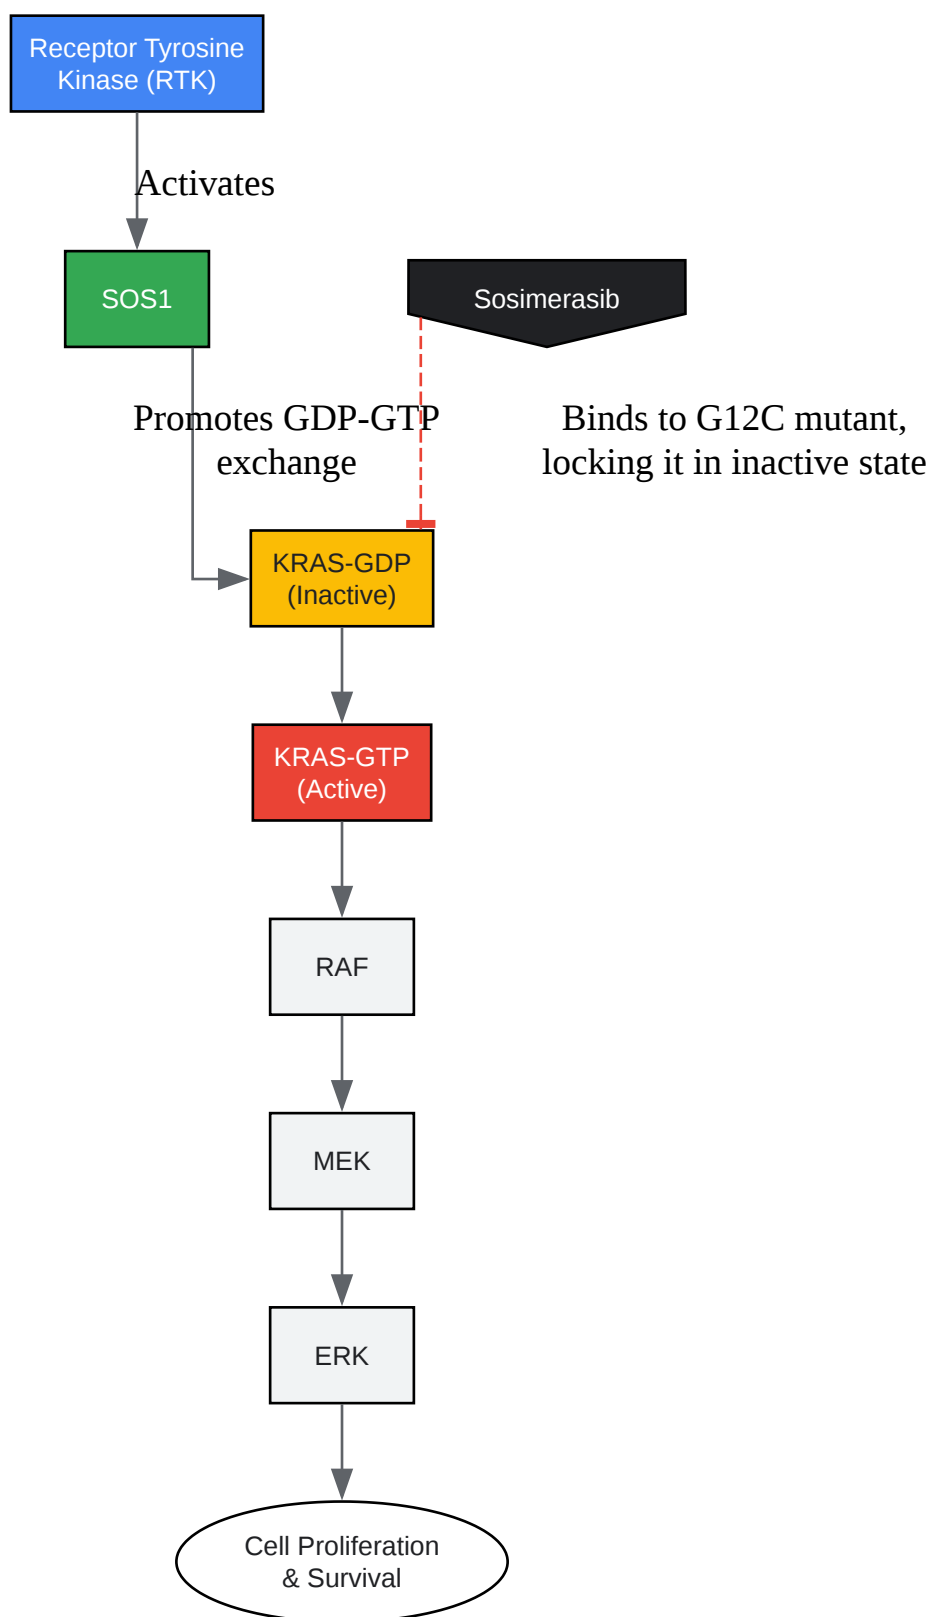 Receptor Tyrosine
Kinase (RTK)
Activates
SOS1
Sosimerasib
Promotes GDP-GTP
exchange
Binds to G12C mutant,
locking it in inactive state
KRAS-GDP
(Inactive)
KRAS-GTP
(Active)
RAF
MEK
ERK
Cell Proliferation
& Survival